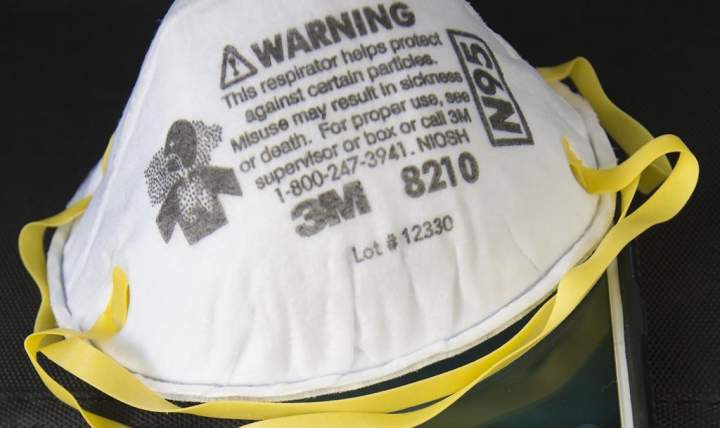 WARNING
This respirator helps protect
against certain particles.
Misuse may result in sickness
or death. For proper use, see
supervisor or box or call 3M
1-800-247-3941. NIOSH
N95
3M 8210
Lot # 12330